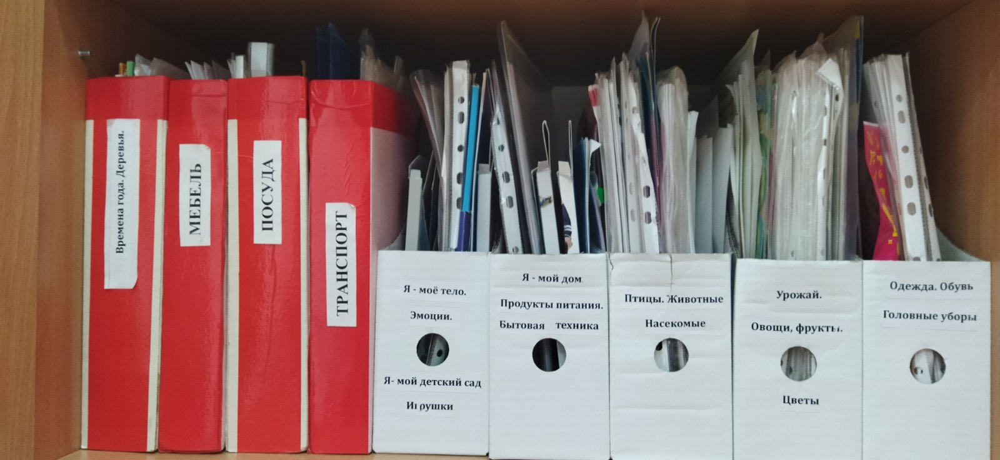 Времена года. Деревья.
МЕБЕЛЬ
ПОСУДА
ТРАНСПОРТ
Я - моё тело.
Эмоции.
Я- мой детский сад
Игрушки
Я - мой дом
Продукты питания.
Бытовая техника
Птицы. Животные
Насекомые
Урожай.
Овощи, фрукты.
Цветы
Одежда. Обувь
Головные уборы